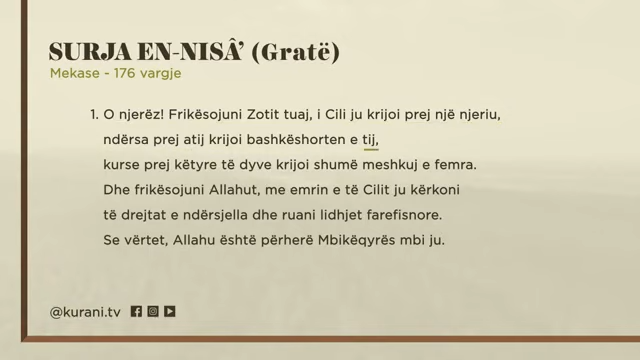 SURJA EN-NISÂ’ (Gratë)
Mekase - 176 vargje
1. O njerëz! Frikësojuni Zotit tuaj, i Cili ju krijoi prej një njeriu,
ndërsa prej atij krijoi bashkëshorten e tij,
kurse prej këtyre të dyve krijoi shumë meshkuj e femra.
Dhe frikësojuni Allahut, me emrin e të Cilit ju kërkoni
të drejtat e ndërsjella dhe ruani lidhjet farefisnore.
Se vërtet, Allahu është përherë Mbikëqyrës mbi ju.
@kurani.tv